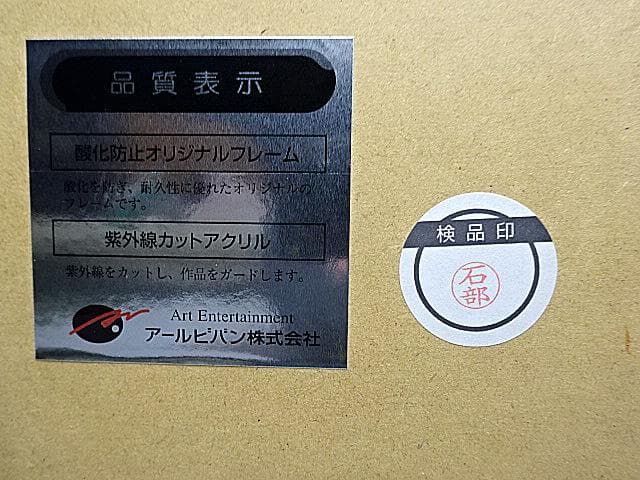 品質表示
酸化防止オリジナルフレーム
酸化を防ぎ、耐久性に優れたオリジナルの
フレームです。
紫外線カットアクリル
紫外線をカットし、作品をガードします。
Art Entertainment
アールビバン株式会社
検品印
石部